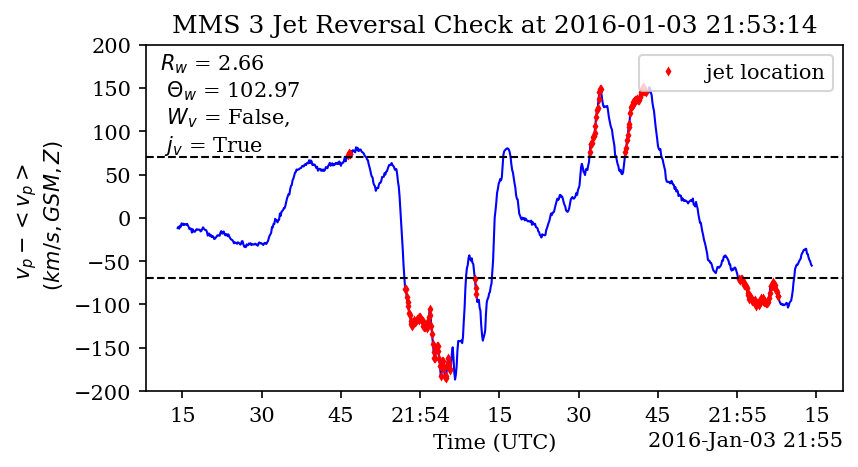 MMS 3 Jet Reversal Check at 2016-01-03 21:53:14
R_w = 2.66
Θ_w = 102.97
W_v = False,
j_v = True
jet location
v_p − < v_p >
(km/s, GSM, Z)
200
150
100
50
0
−50
−100
−150
−200
15 30 45 21:54 15 30 45 21:55 15
Time (UTC)
2016-Jan-03 21:55